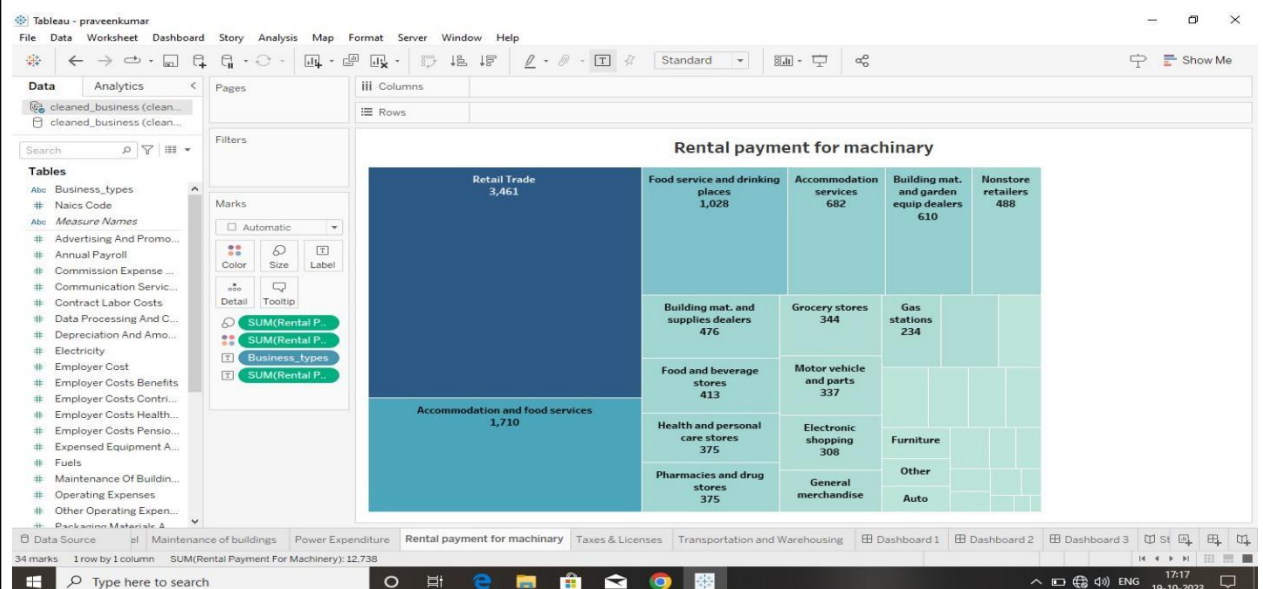 Tableau - praveenkumar
File Data Worksheet Dashboard Story Analysis Map Format Server Window Help
Standard
Show Me
Data Analytics
cleaned_business (clean...
cleaned_business (clean...
Search
Tables
Abc Business_types
# Naics Code
Abc Measure Names
# Advertising And Promo...
# Annual Payroll
# Commission Expense ...
# Communication Servic...
# Contract Labor Costs
# Data Processing And C...
# Depreciation And Amo...
# Electricity
# Employer Cost
# Employer Costs Benefits
# Employer Costs Contri...
# Employer Costs Health...
# Employer Costs Pensio...
# Expensed Equipment A...
# Fuels
# Maintenance Of Buildin...
# Operating Expenses
# Other Operating Expen...
# Packaging Materials A...
Pages
Filters
Marks
Automatic
Color Size Label
Detail Tooltip
SUM(Rental P..
SUM(Rental P..
Business_types
SUM(Rental P..
Columns
Rows
Rental payment for machinary
Retail Trade
3,461
Accommodation and food services
1,710
Food service and drinking
places
1,028
Accommodation
services
682
Building mat.
and garden
equip dealers
610
Nonstore
retailers
488
Building mat. and
supplies dealers
476
Grocery stores
344
Gas
stations
234
Food and beverage
stores
413
Motor vehicle
and parts
337
Health and personal
care stores
375
Electronic
shopping
308
Furniture
Pharmacies and drug
stores
375
General
merchandise
Other
Auto
Data Source el Maintenance of buildings Power Expenditure Rental payment for machinary Taxes & Licenses Transportation and Warehousing Dashboard 1 Dashboard 2 Dashboard 3 St
34 marks 1 row by 1 column SUM(Rental Payment For Machinery): 12,738
Type here to search
ENG
17:17
19-10-2023